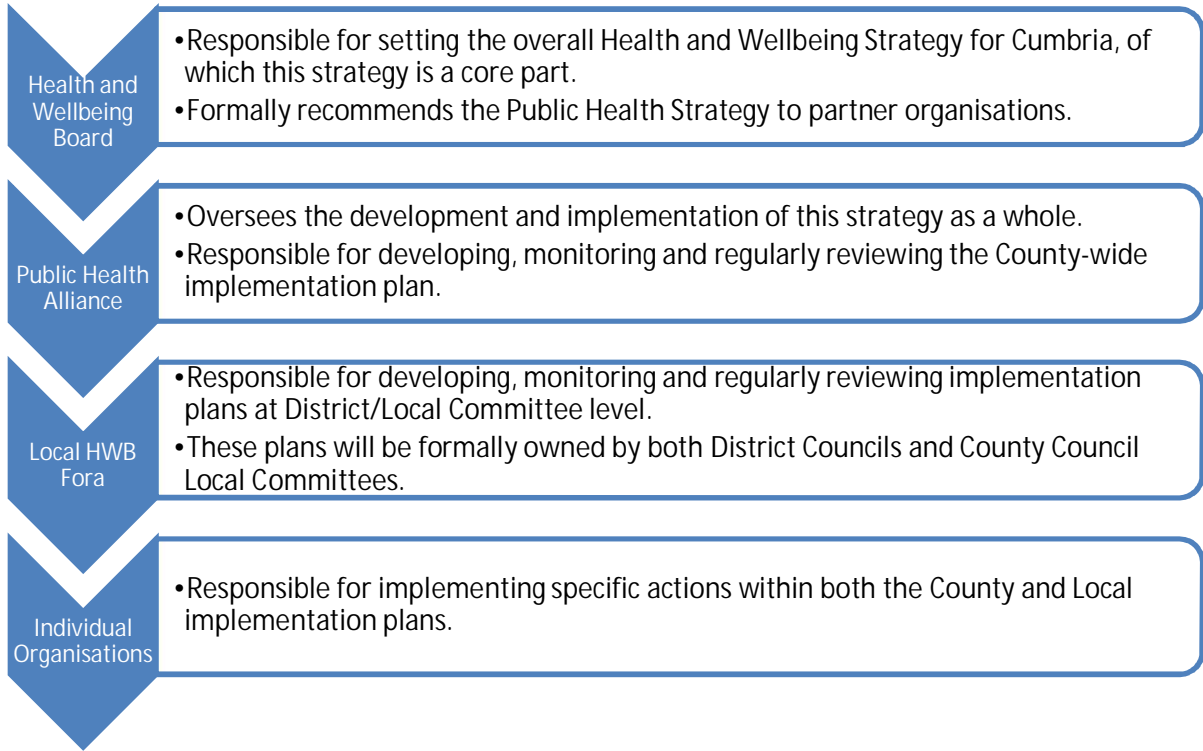 Health and
Wellbeing
Board
•Responsible for setting the overall Health and Wellbeing Strategy for Cumbria, of
which this strategy is a core part.
•Formally recommends the Public Health Strategy to partner organisations.
Public Health
Alliance
•Oversees the development and implementation of this strategy as a whole.
•Responsible for developing, monitoring and regularly reviewing the County-wide
implementation plan.
Local HWB
Fora
•Responsible for developing, monitoring and regularly reviewing implementation
plans at District/Local Committee level.
•These plans will be formally owned by both District Councils and County Council
Local Committees.
Individual
Organisations
•Responsible for implementing specific actions within both the County and Local
implementation plans.